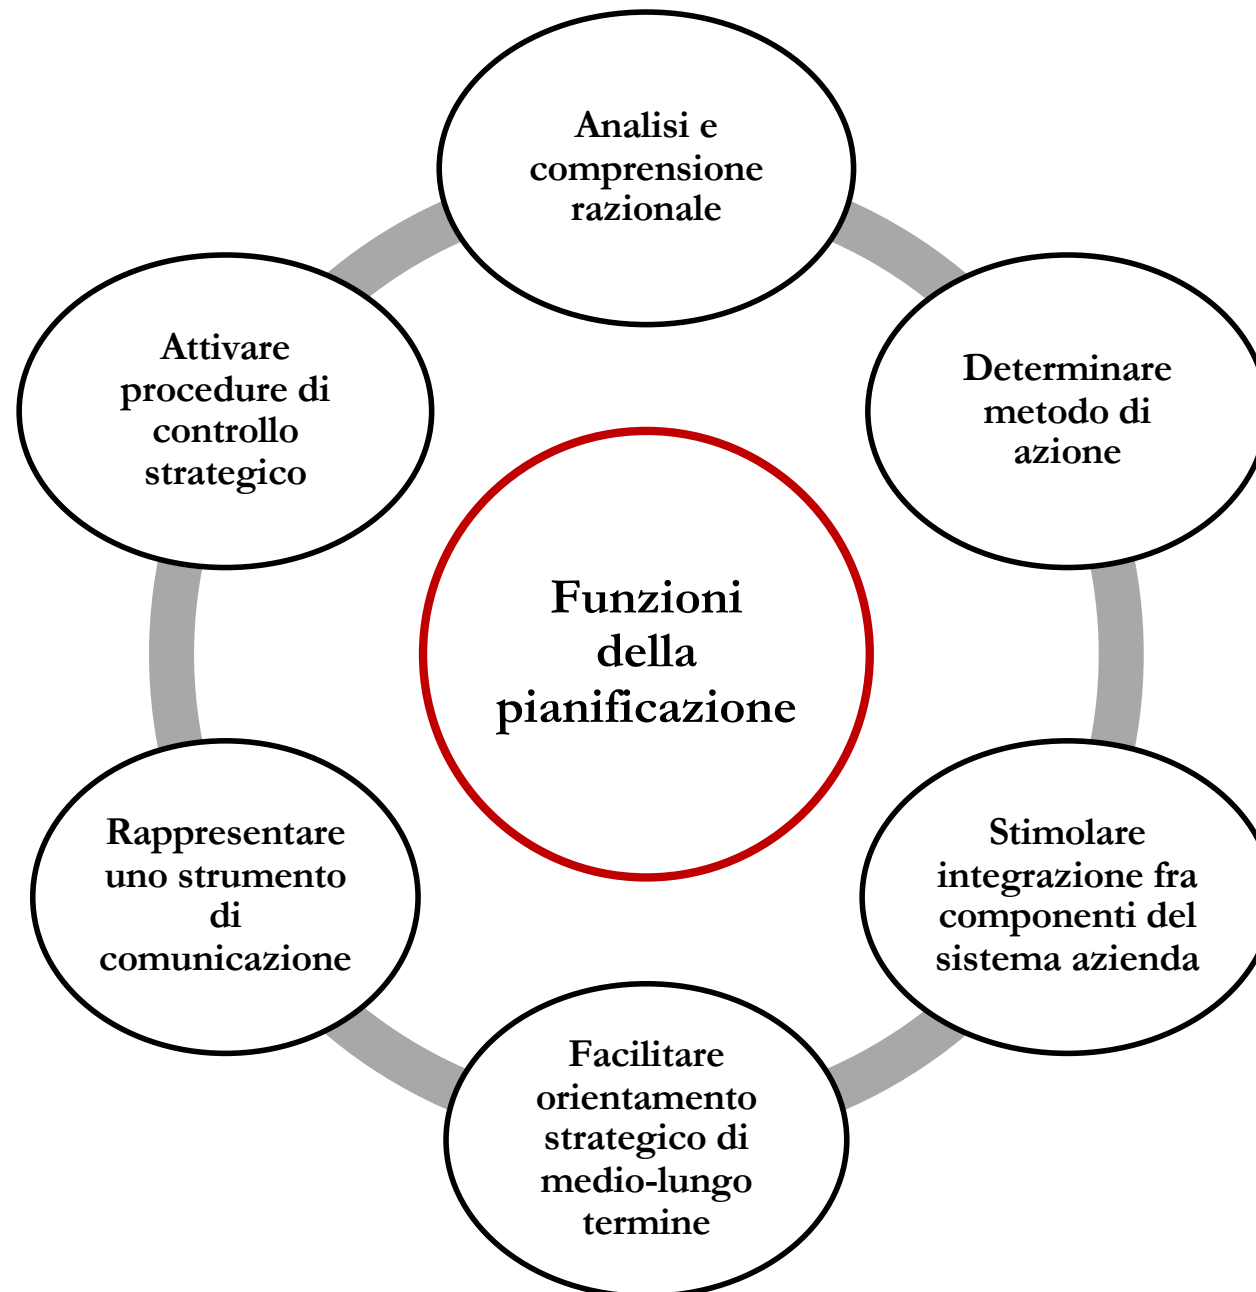 Analisi e
comprensione
razionale
Determinare
metodo di
azione
Stimolare
integrazione fra
componenti del
sistema azienda
Facilitare
orientamento
strategico di
medio-lungo
termine
Rappresentare
uno strumento
di
comunicazione
Attivare
procedure di
controllo
strategico
Funzioni
della
pianificazione